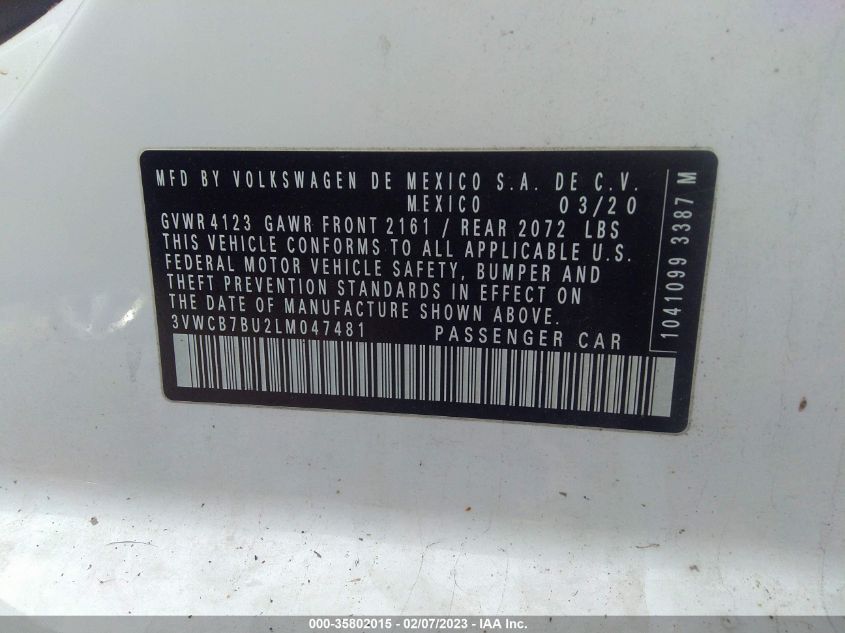 MFD BY VOLKSWAGEN DE MEXICO S.A. DE C.V.
MEXICO 03/20
GVWR 4123 GAWR FRONT 2161 / REAR 2072 LBS
THIS VEHICLE CONFORMS TO ALL APPLICABLE U.S.
FEDERAL MOTOR VEHICLE SAFETY, BUMPER AND
THEFT PREVENTION STANDARDS IN EFFECT ON
THE DATE OF MANUFACTURE SHOWN ABOVE.
3VWCB7BU2LM047481 PASSENGER CAR
1041099 3387 M
000-35802015 - 02/07/2023 - © IAA Inc.